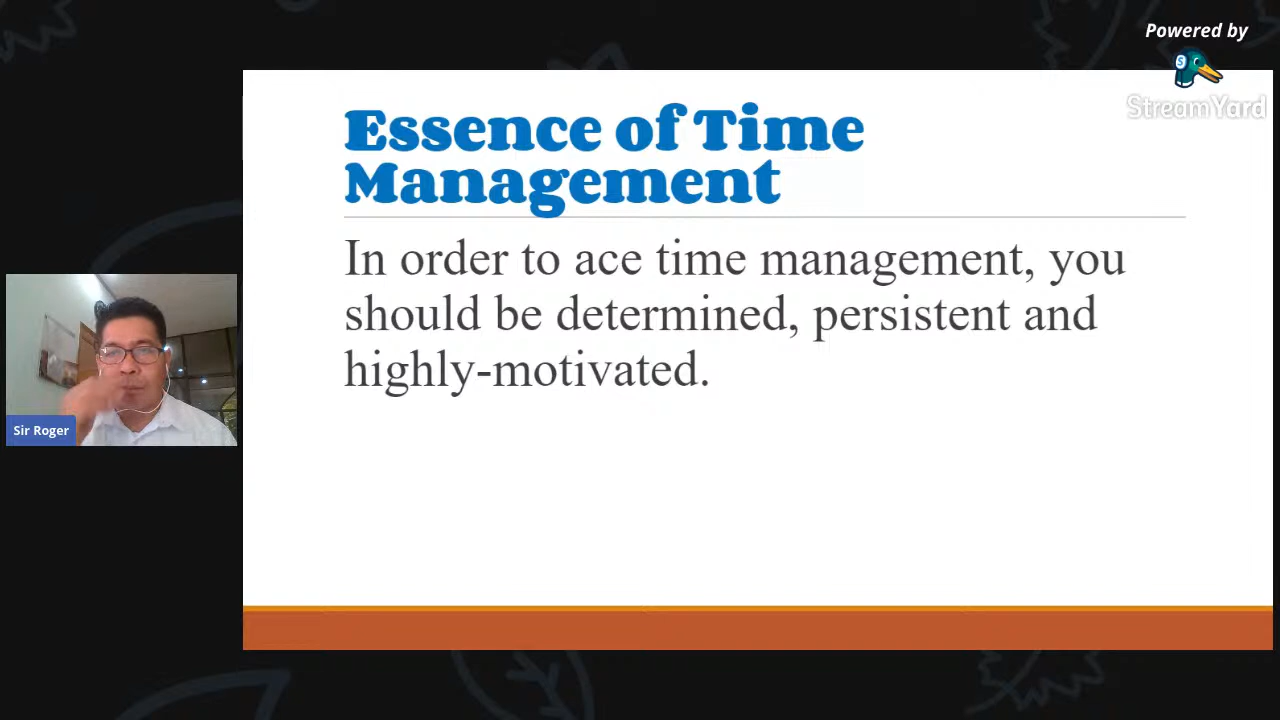 Powered by
StreamYard
Essence of Time
Management
In order to ace time management, you
should be determined, persistent and
highly-motivated.
Sir Roger